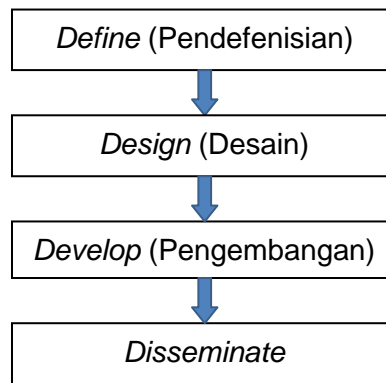 Define (Pendefenisian)
Design (Desain)
Develop (Pengembangan)
Disseminate